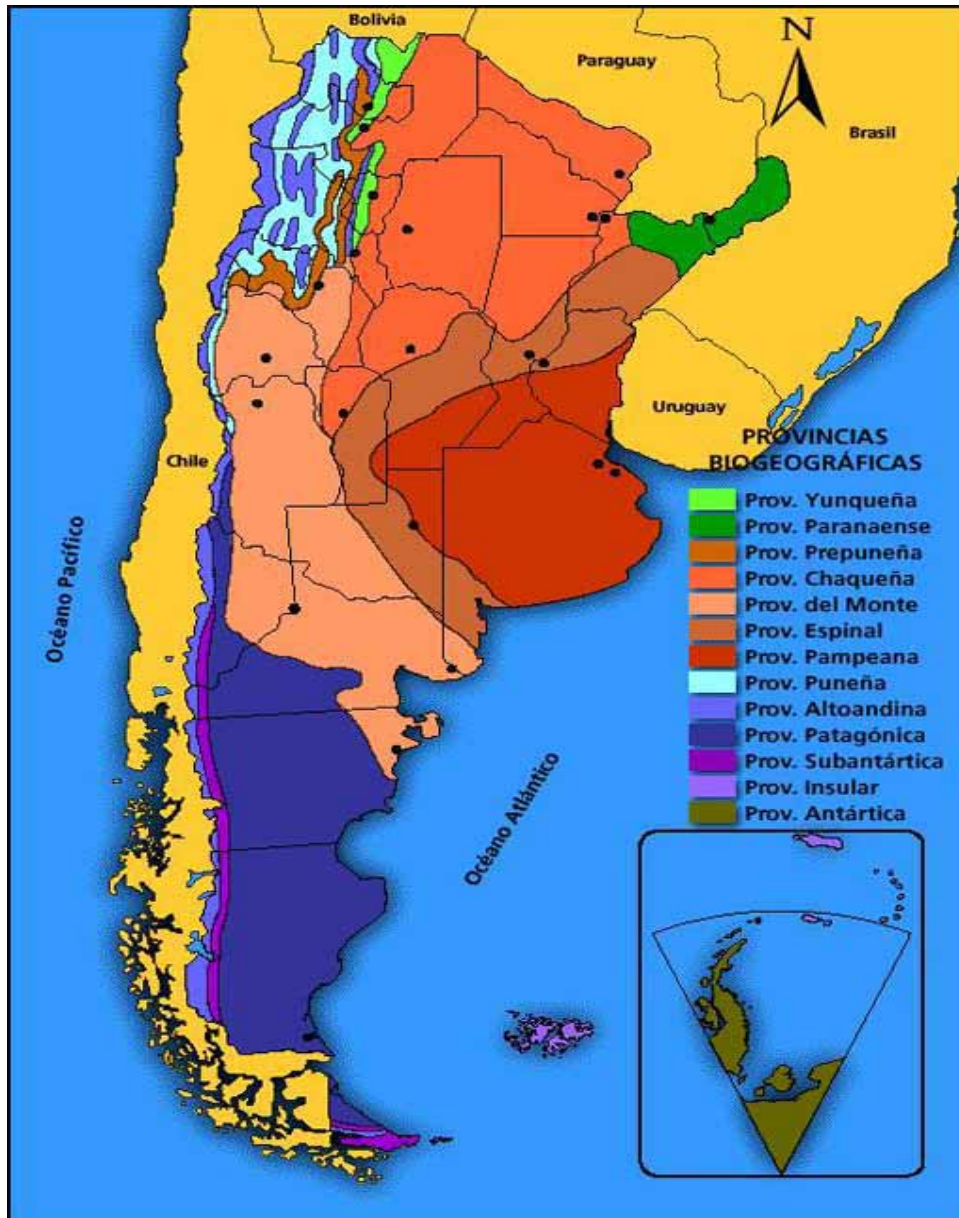 Bolivia
N
Paraguay
Brasil
Uruguay
Chile
Océano Pacífico
Océano Atlántico
PROVINCIAS
BIOGEOGRÁFICAS
Prov. Yunqueña
Prov. Paranaense
Prov. Prepuneña
Prov. Chaqueña
Prov. del Monte
Prov. Espinal
Prov. Pampeana
Prov. Puneña
Prov. Altoandina
Prov. Patagónica
Prov. Subantártica
Prov. Insular
Prov. Antártica